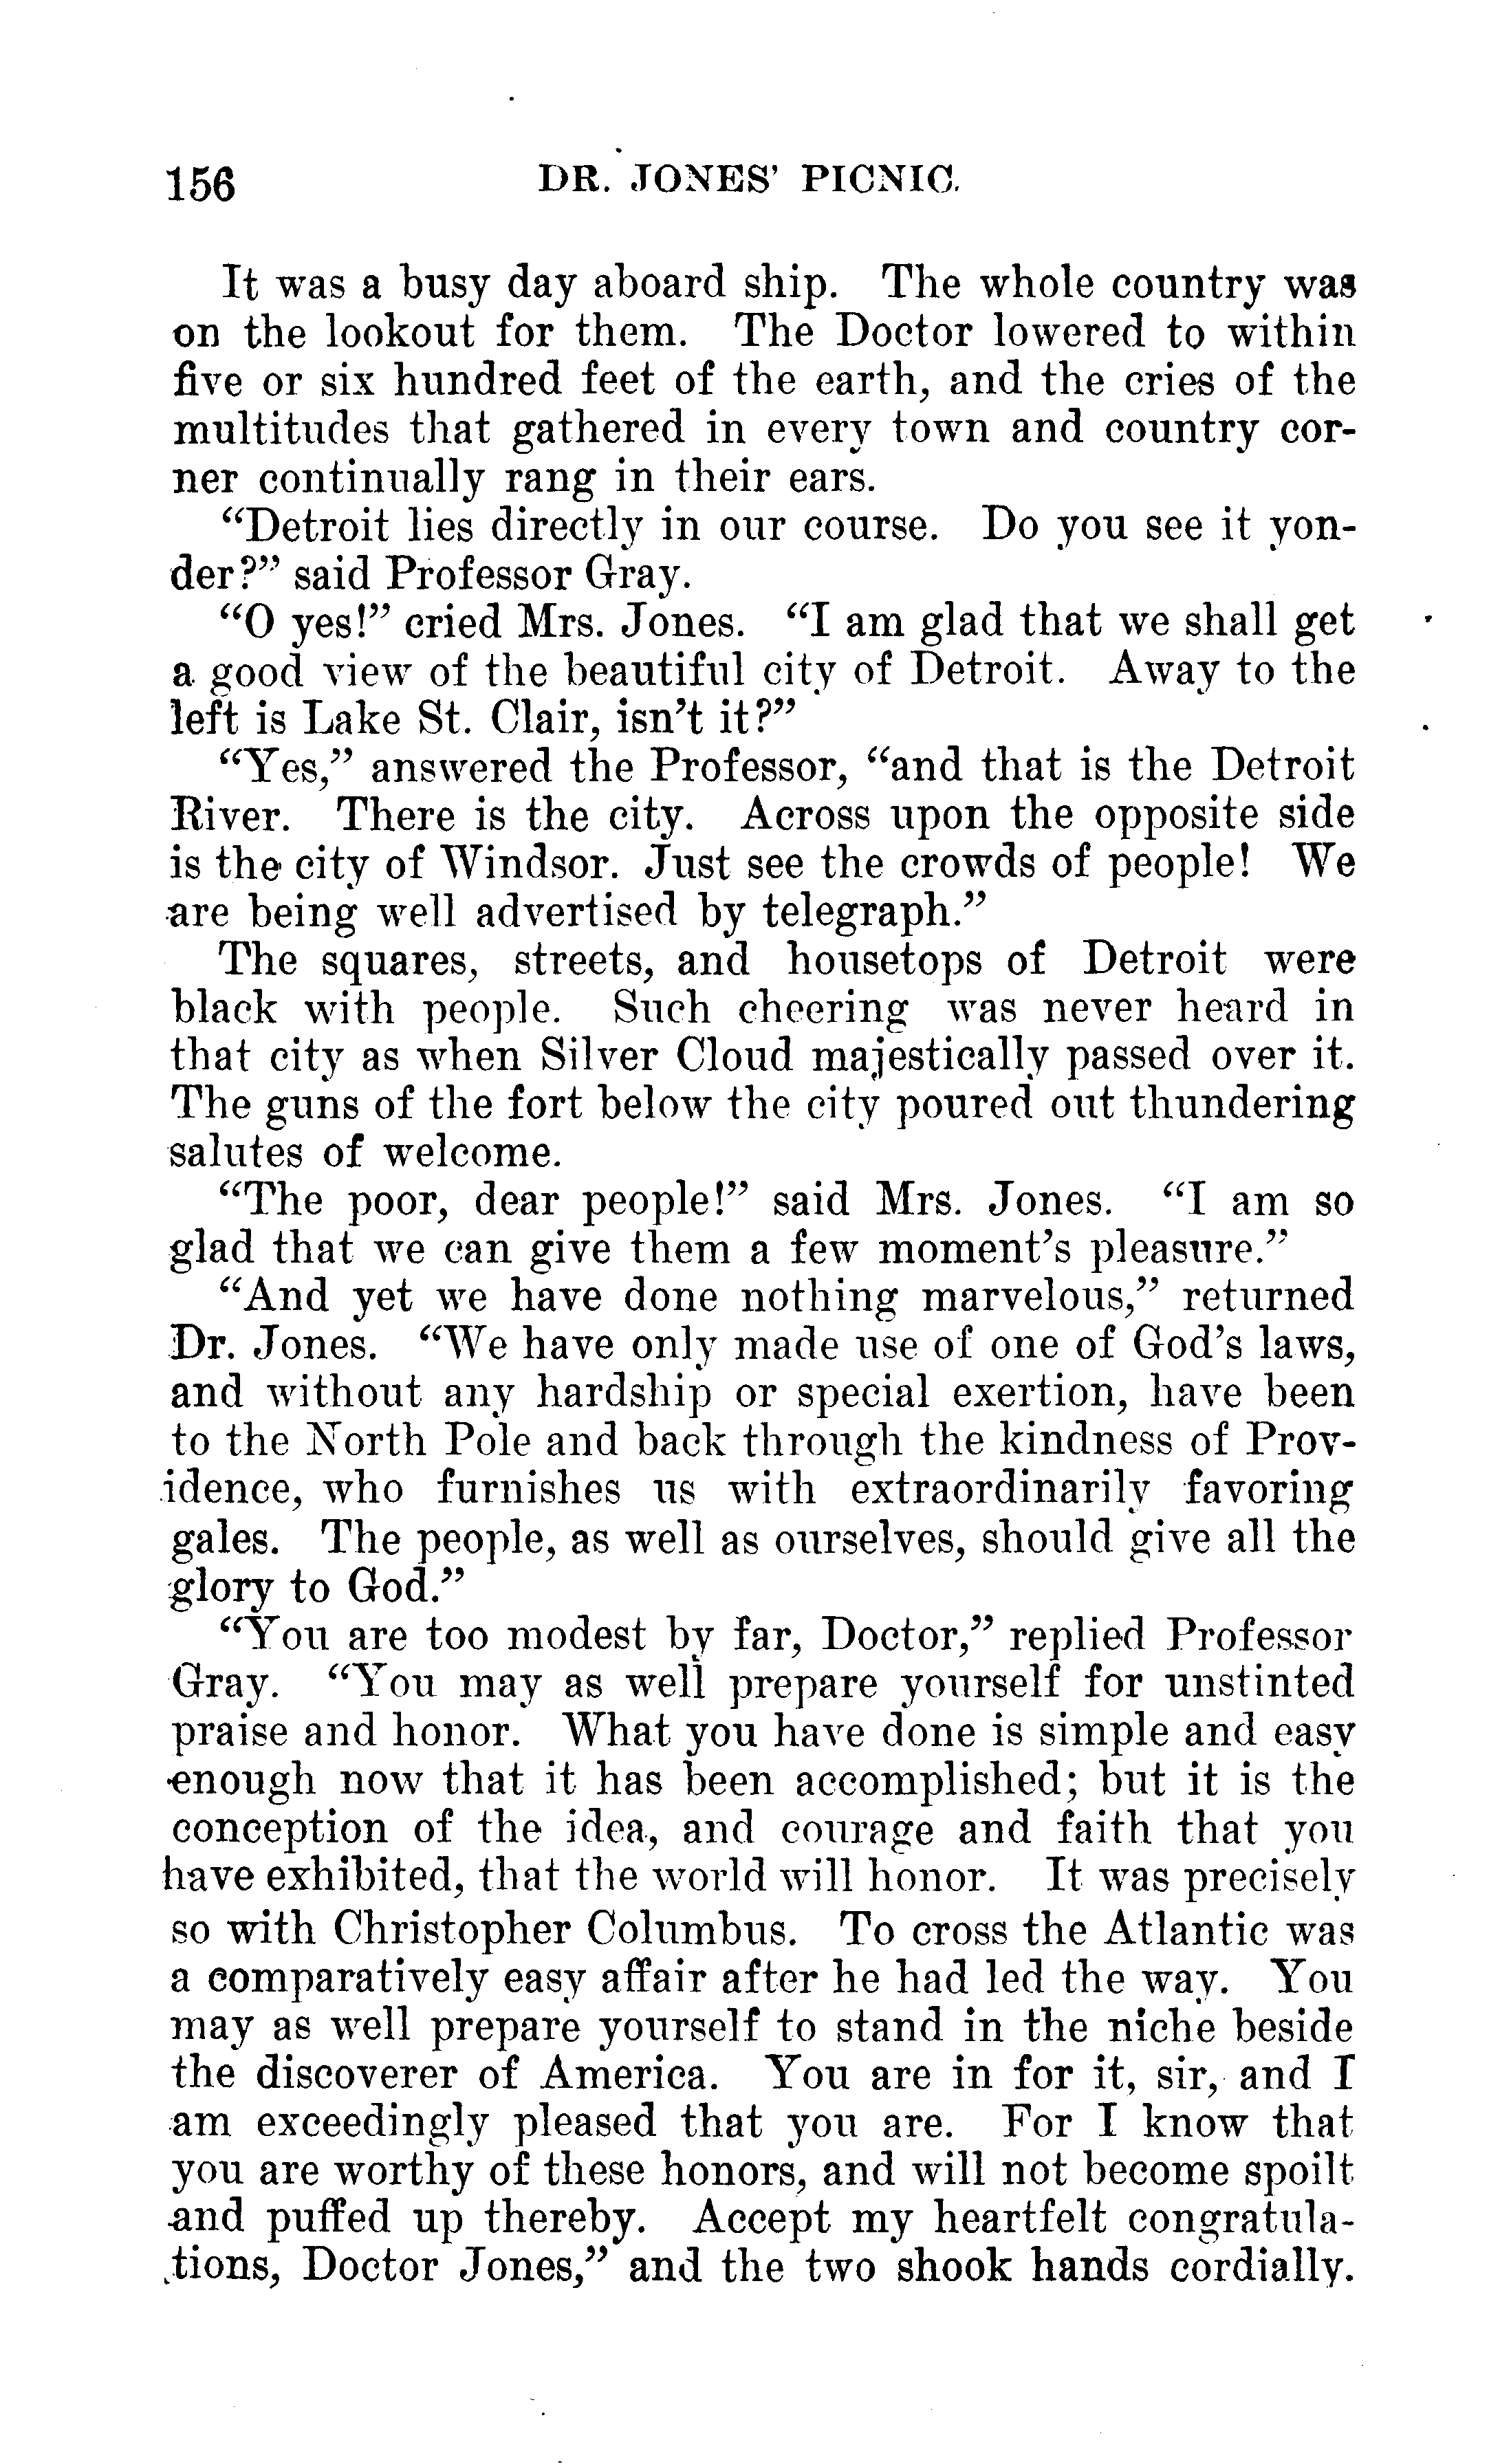 156 DR. JONES' PICNIC.
It was a busy day aboard ship. The whole country was
on the lookout for them. The Doctor lowered to within
five or six hundred feet of the earth, and the cries of the
multitudes that gathered in every town and country cor-
ner continually rang in their ears.
“Detroit lies directly in our course. Do you see it yon-
der?” said Professor Gray.
“O yes!” cried Mrs. Jones. “I am glad that we shall get
a good view of the beautiful city of Detroit. Away to the
left is Lake St. Clair, isn't it?”
“Yes,” answered the Professor, “and that is the Detroit
River. There is the city. Across upon the opposite side
is the city of Windsor. Just see the crowds of people! We
are being well advertised by telegraph.”
The squares, streets, and housetops of Detroit were
black with people. Such cheering was never heard in
that city as when Silver Cloud majestically passed over it.
The guns of the fort below the city poured out thundering
salutes of welcome.
“The poor, dear people!” said Mrs. Jones. “I am so
glad that we can give them a few moment's pleasure.”
“And yet we have done nothing marvelous,” returned
Dr. Jones. “We have only made use of one of God's laws,
and without any hardship or special exertion, have been
to the North Pole and back through the kindness of Prov-
idence, who furnishes us with extraordinarily favoring
gales. The people, as well as ourselves, should give all the
glory to God.”
“You are too modest by far, Doctor,” replied Professor
Gray. “You may as well prepare yourself for unstinted
praise and honor. What you have done is simple and easy
enough now that it has been accomplished; but it is the
conception of the idea, and courage and faith that you
have exhibited, that the world will honor. It was precisely
so with Christopher Columbus. To cross the Atlantic was
a comparatively easy affair after he had led the way. You
may as well prepare yourself to stand in the niche beside
the discoverer of America. You are in for it, sir, and I
am exceedingly pleased that you are. For I know that
you are worthy of these honors, and will not become spoilt
and puffed up thereby. Accept my heartfelt congratula-
tions, Doctor Jones,” and the two shook hands cordially.